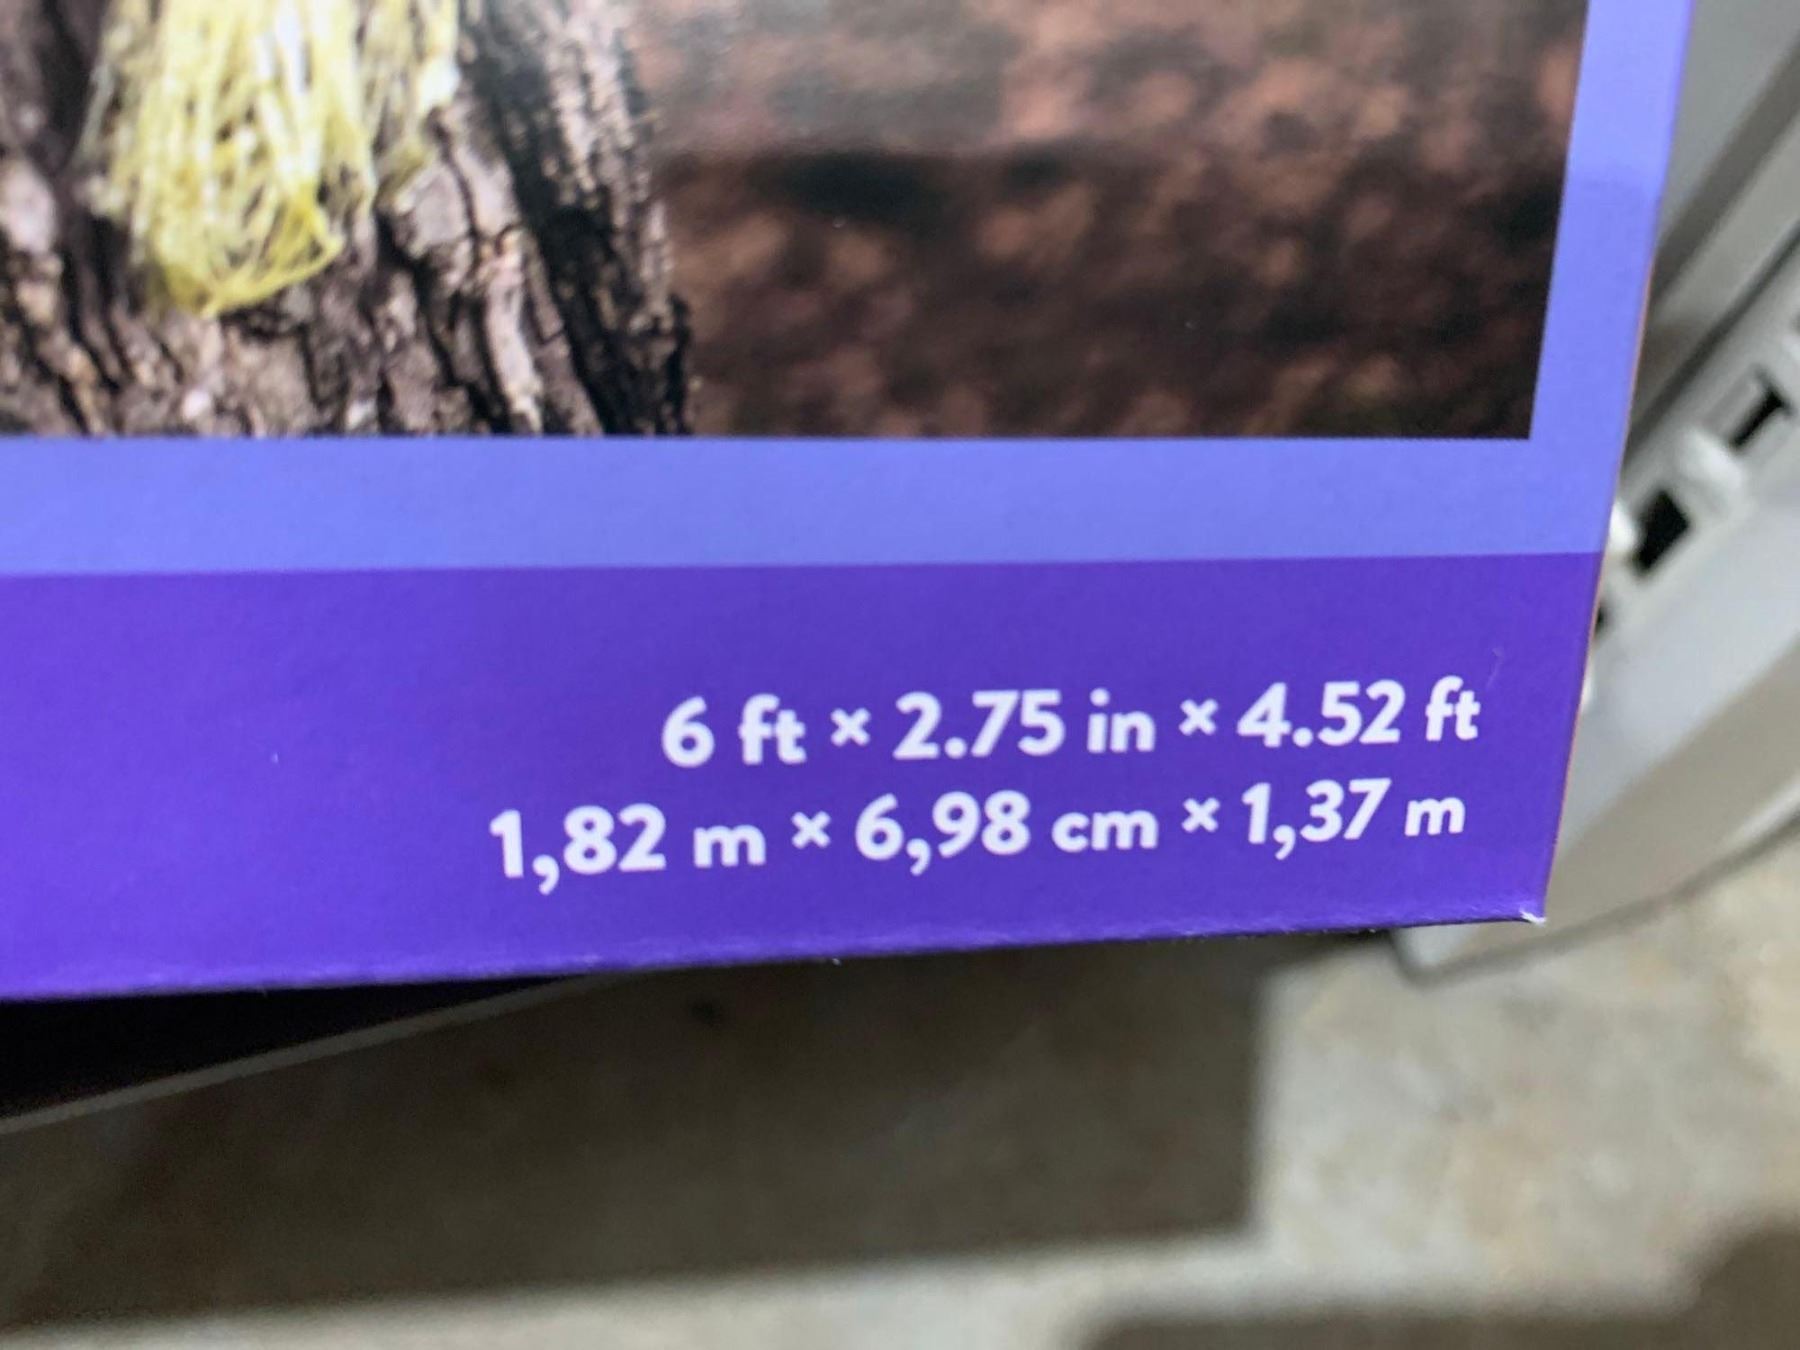 6 ft × 2.75 in × 4.52 ft
1,82 m × 6,98 cm × 1,37 m